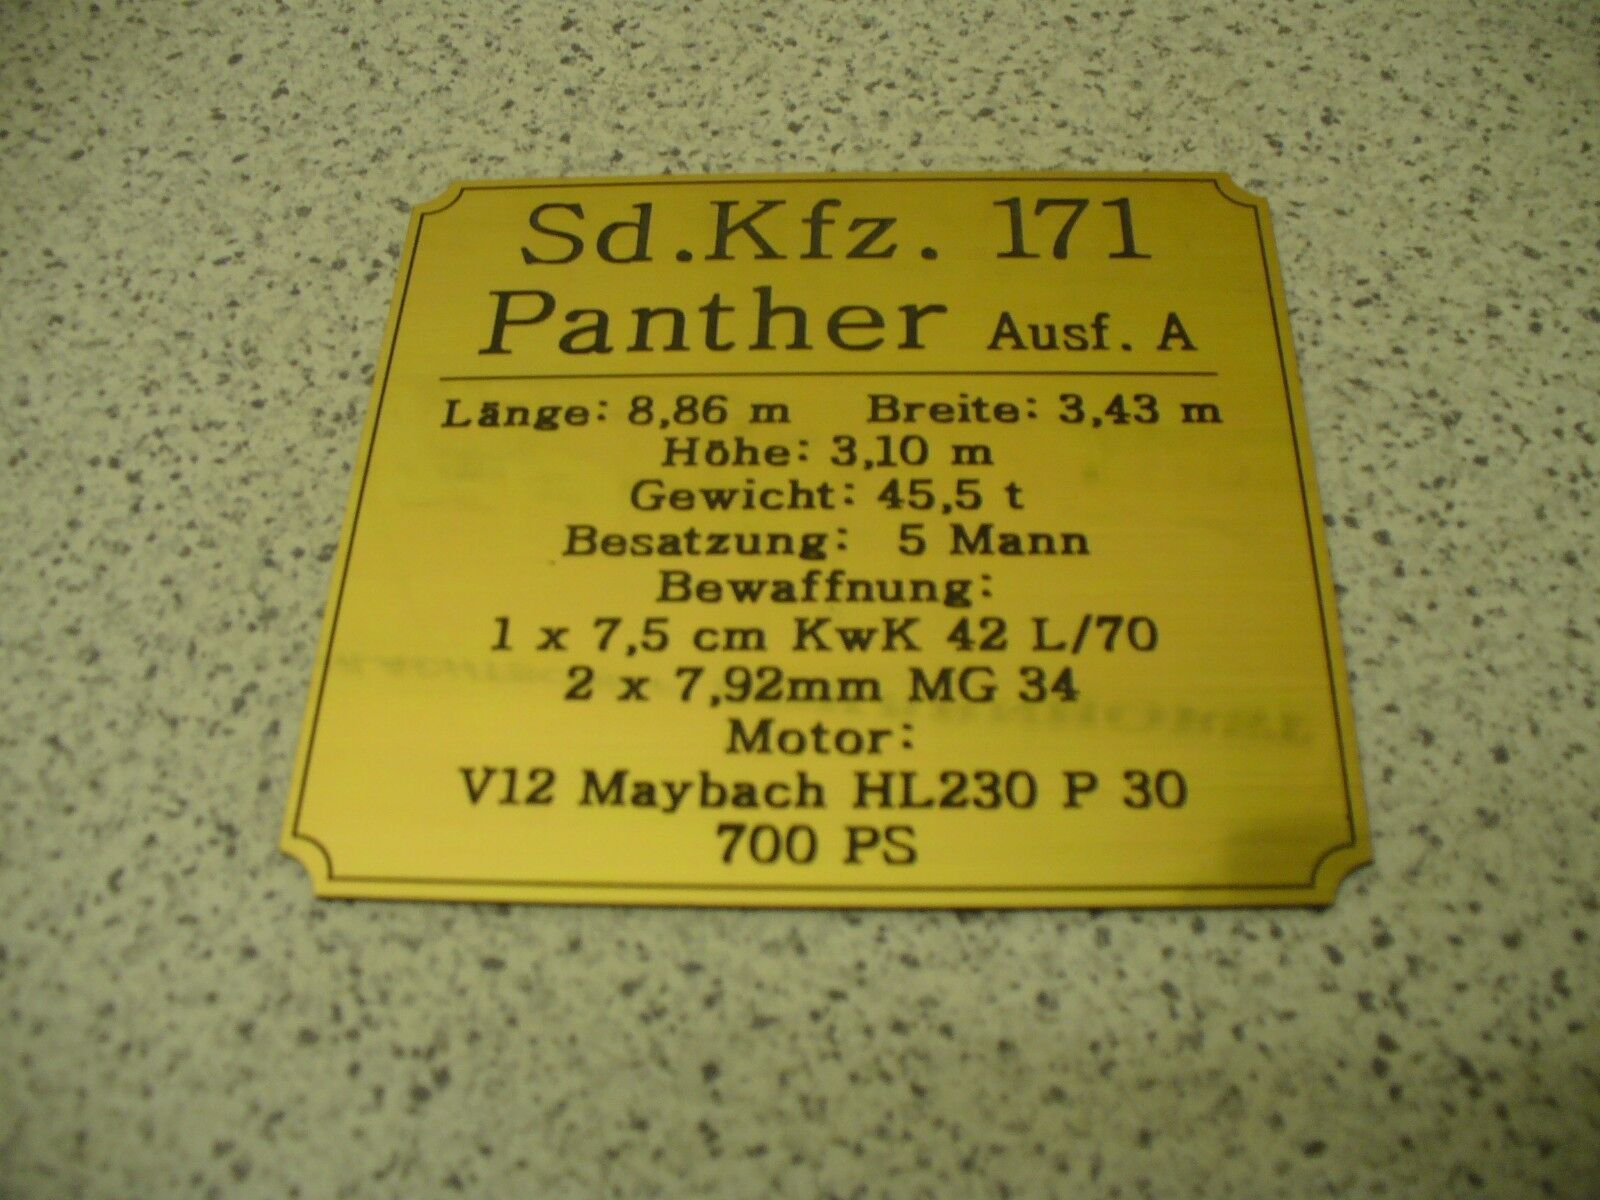 Sd.Kfz. 171
Panther Ausf. A
Länge: 8,86 m Breite: 3,43 m
Höhe: 3,10 m
Gewicht: 45,5 t
Besatzung: 5 Mann
Bewaffnung:
1 x 7,5 cm KwK 42 L/70
2 x 7,92mm MG 34
Motor:
V12 Maybach HL230 P 30
700 PS